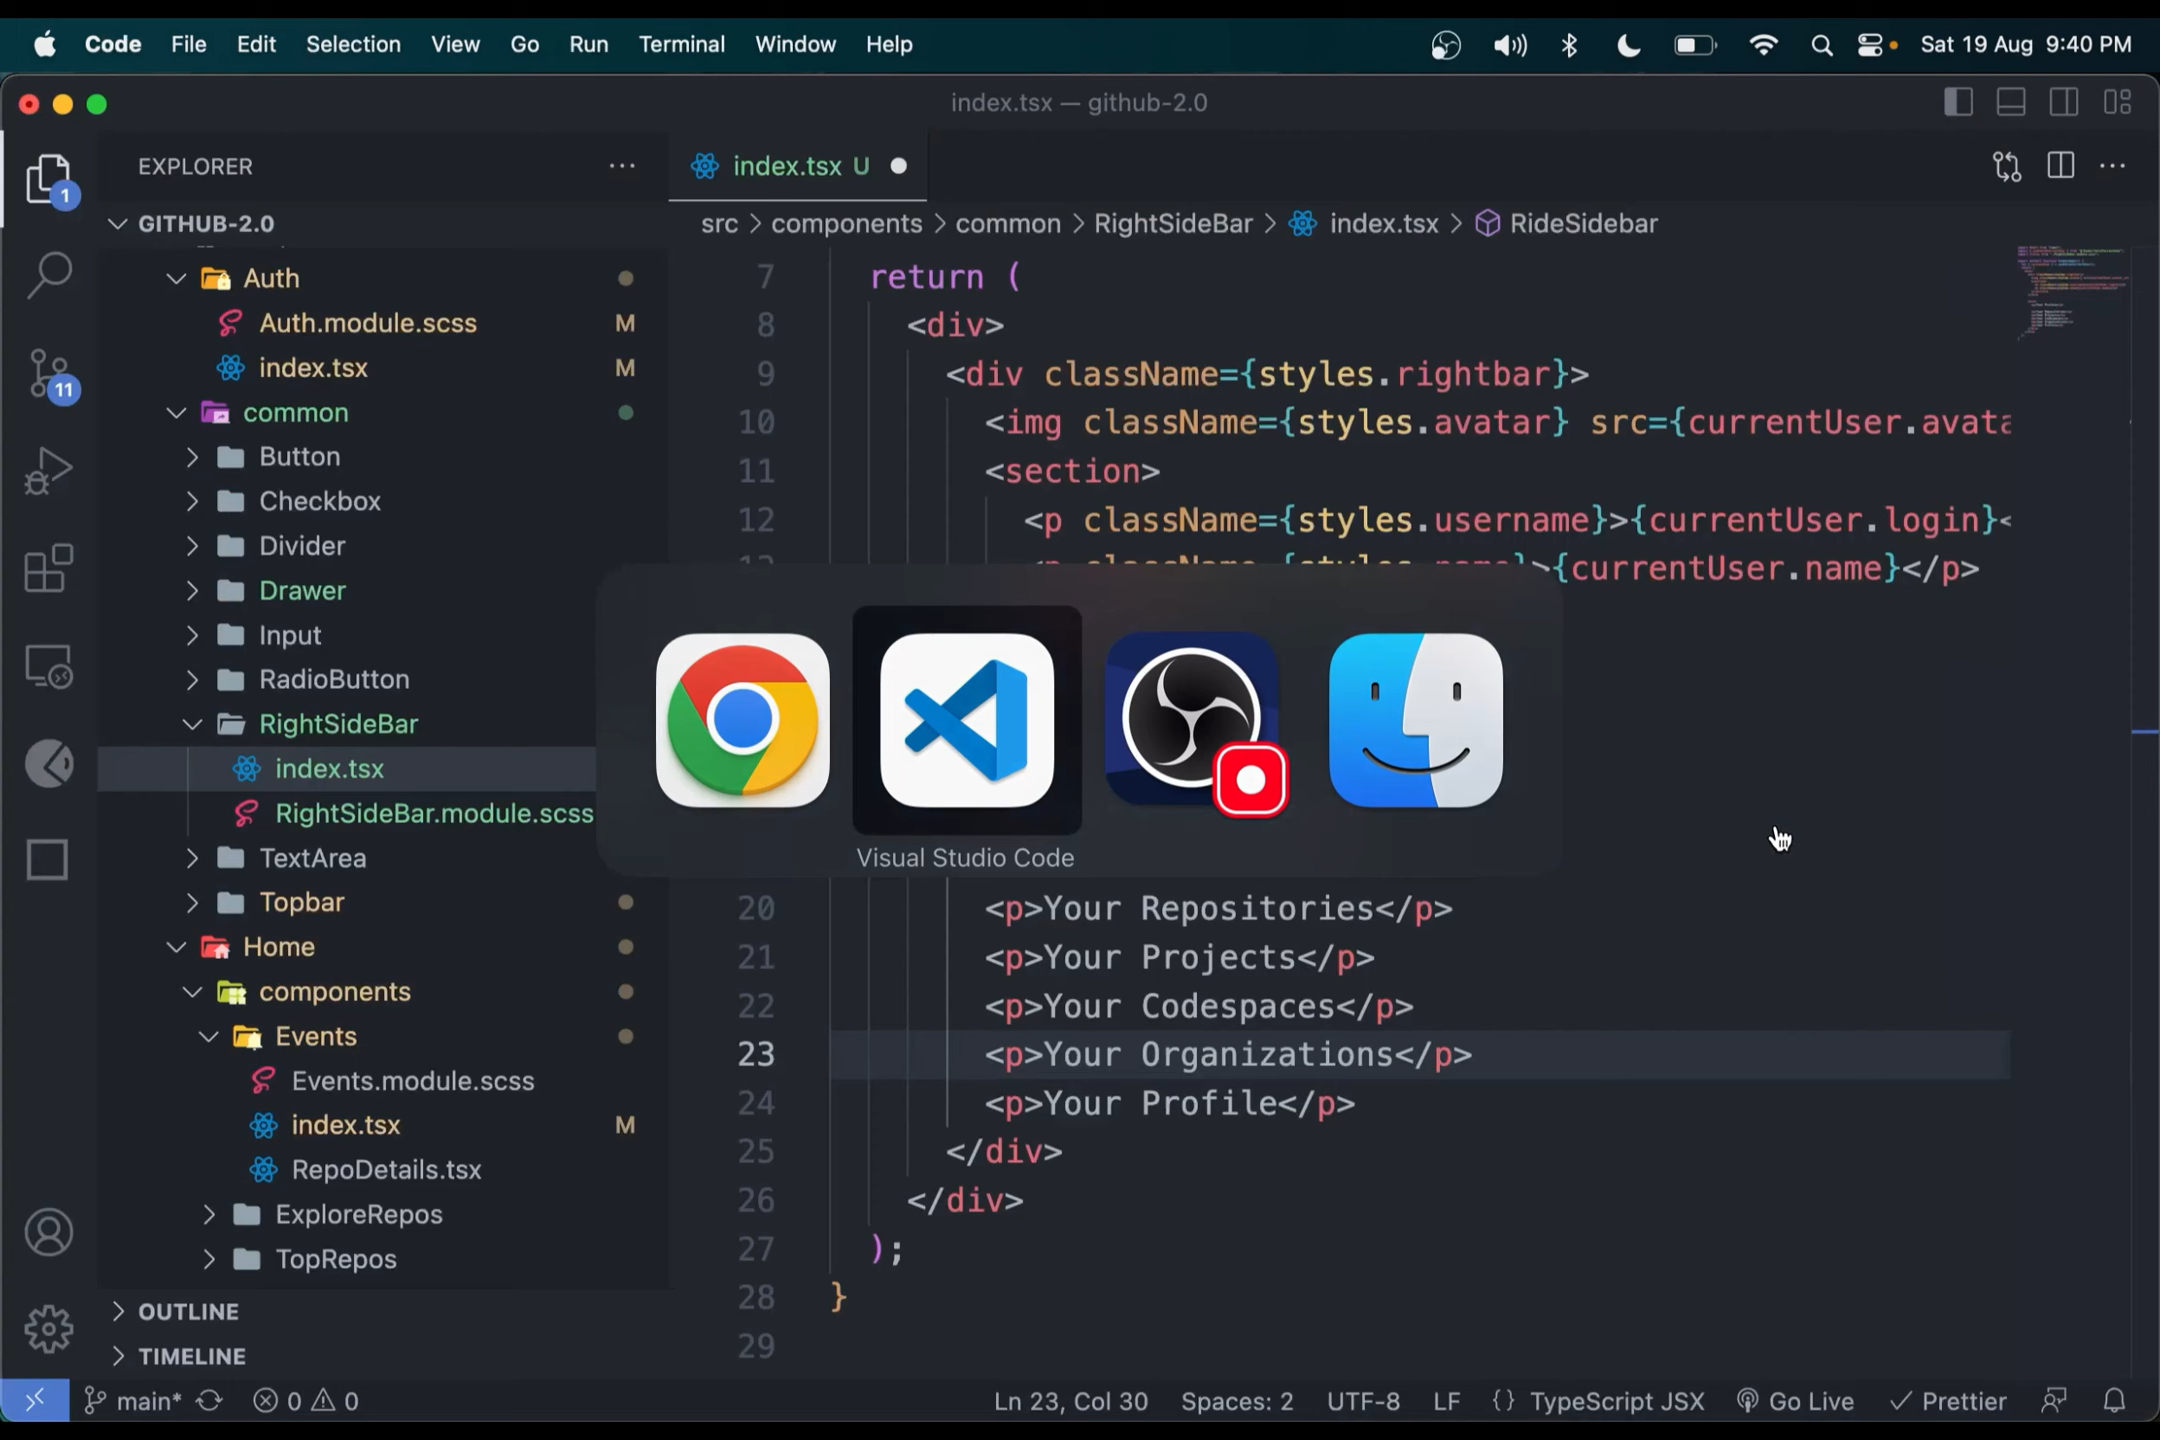 Code File Edit Selection View Go Run Terminal Window Help Sat 19 Aug 9:40 PM
index.tsx — github-2.0
EXPLORER
index.tsx U
GITHUB-2.0
src > components > common > RightSideBar > index.tsx > RideSidebar
Auth
Auth.module.scss M
index.tsx M
common
Button
Checkbox
Divider
Drawer
Input
RadioButton
RightSideBar
index.tsx
RightSideBar.module.scss
TextArea
Topbar
Home
components
Events
Events.module.scss
index.tsx M
RepoDetails.tsx
ExploreRepos
TopRepos
OUTLINE
TIMELINE
1
11
7 return (
8 <div>
9 <div className={styles.rightbar}>
10 <img className={styles.avatar} src={currentUser.avata
11 <section>
12 <p className={styles.username}>{currentUser.login}<
{currentUser.name}</p>
Visual Studio Code
20 <p>Your Repositories</p>
21 <p>Your Projects</p>
22 <p>Your Codespaces</p>
23 <p>Your Organizations</p>
24 <p>Your Profile</p>
25 </div>
26 </div>
27 );
28 }
29
main* 0 0 Ln 23, Col 30 Spaces: 2 UTF-8 LF {} TypeScript JSX Go Live Prettier